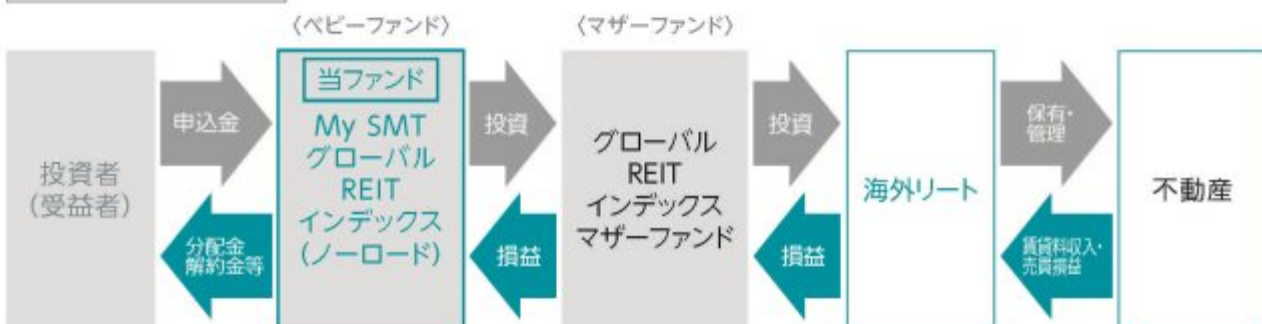 〈ベビーファンド〉
〈マザーファンド〉
投資者
(受益者)
申込金
分配金
解約金等
当ファンド
My SMT
グローバル
REIT
インデックス
(ノーロード)
投資
損益
グローバル
REIT
インデックス
マザーファンド
投資
損益
海外リート
保有・
管理
賃貸料収入・
売買損益
不動産